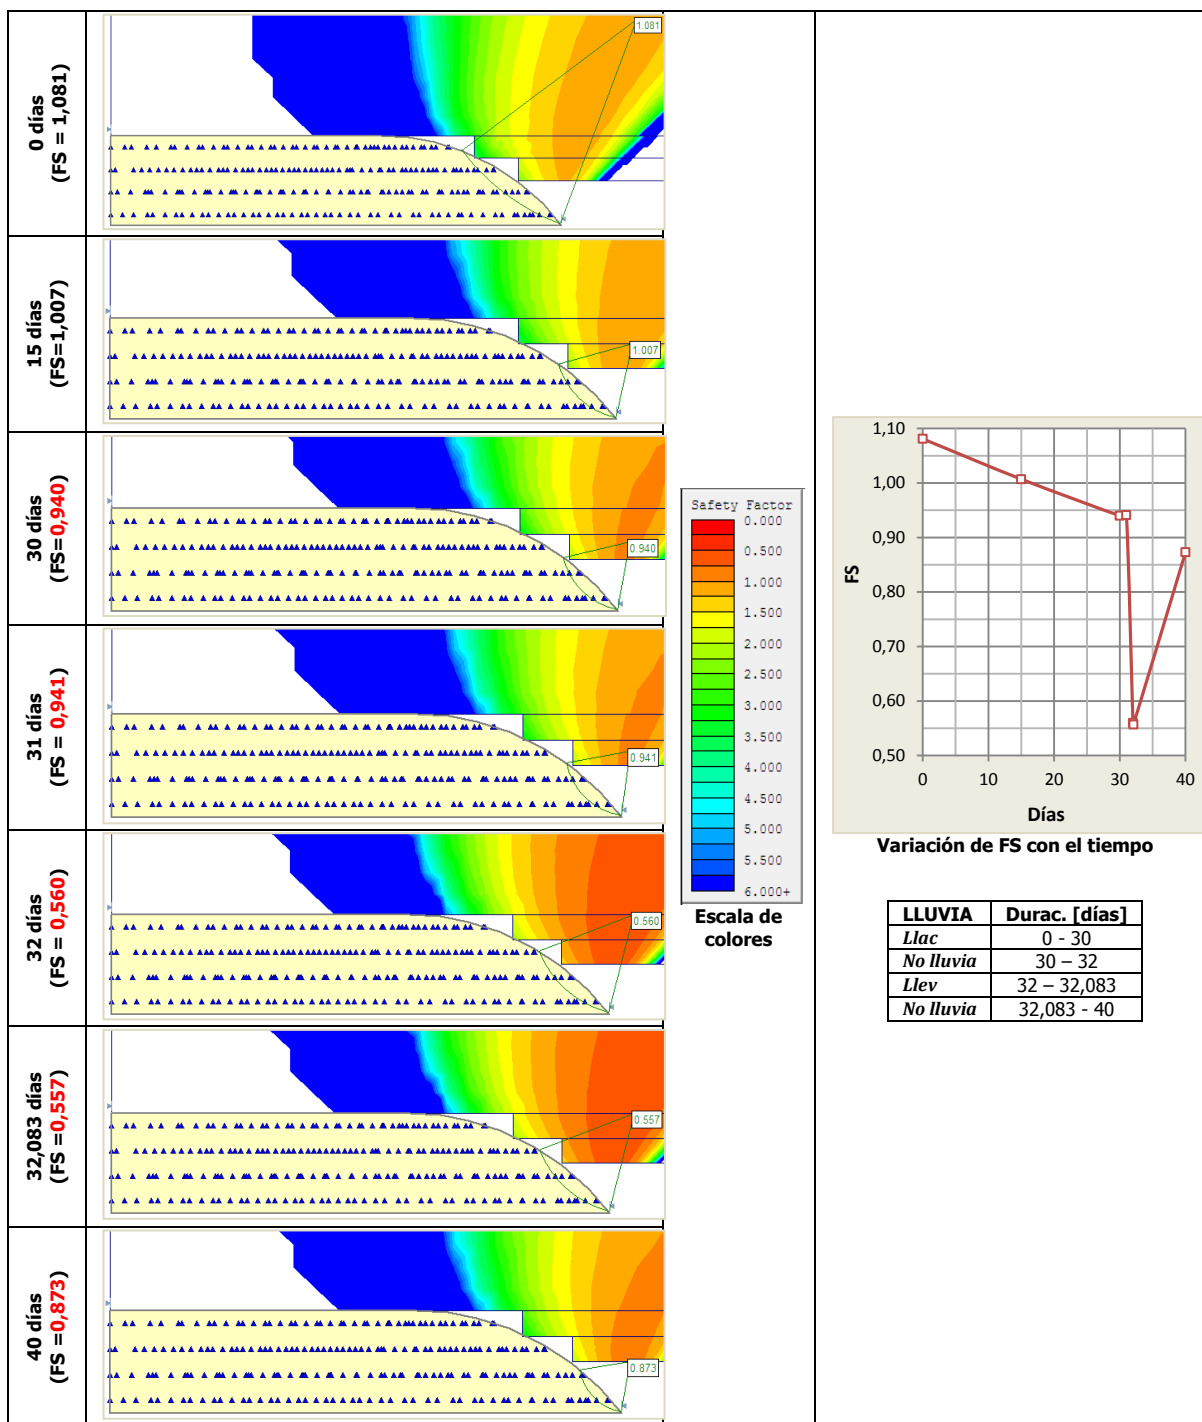 0 días
(FS = 1,081)
1.081
15 días
(FS=1,007)
1.007
30 días
(FS=0,940)
0.940
31 días
(FS = 0,941)
0.941
32 días
(FS = 0,560)
0.560
32,083 días
(FS =0,557)
0.557
40 días
(FS =0,873)
0.873
Safety Factor
0.000
0.500
1.000
1.500
2.000
2.500
3.000
3.500
4.000
4.500
5.000
5.500
6.000+
Escala de
colores
1,10
1,00
0,90
0,80
0,70
0,60
0,50
FS
0 10 20 30 40
Días
Variación de FS con el tiempo
LLUVIA Durac. [días]
Llac 0 - 30
No lluvia 30 – 32
Llev 32 – 32,083
No lluvia 32,083 - 40